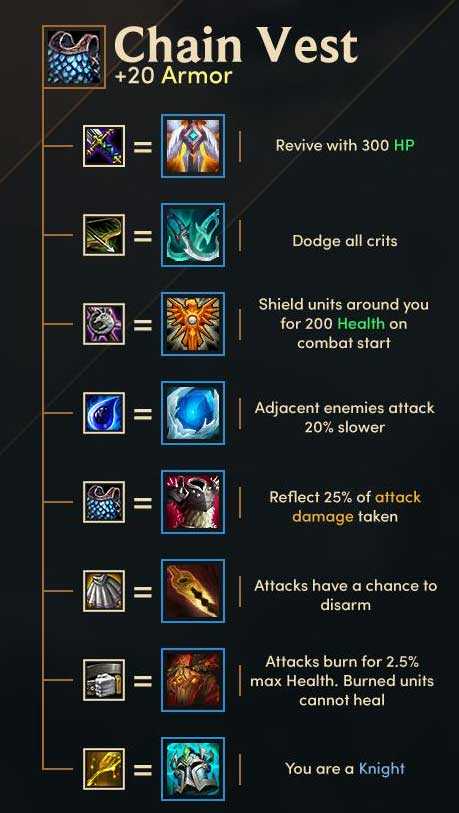 Chain Vest
+20 Armor
=
Revive with 300 HP
=
Dodge all crits
=
Shield units around you
for 200 Health on
combat start
=
Adjacent enemies attack
20% slower
=
Reflect 25% of attack
damage taken
=
Attacks have a chance to
disarm
=
Attacks burn for 2.5%
max Health. Burned units
cannot heal
=
You are a Knight